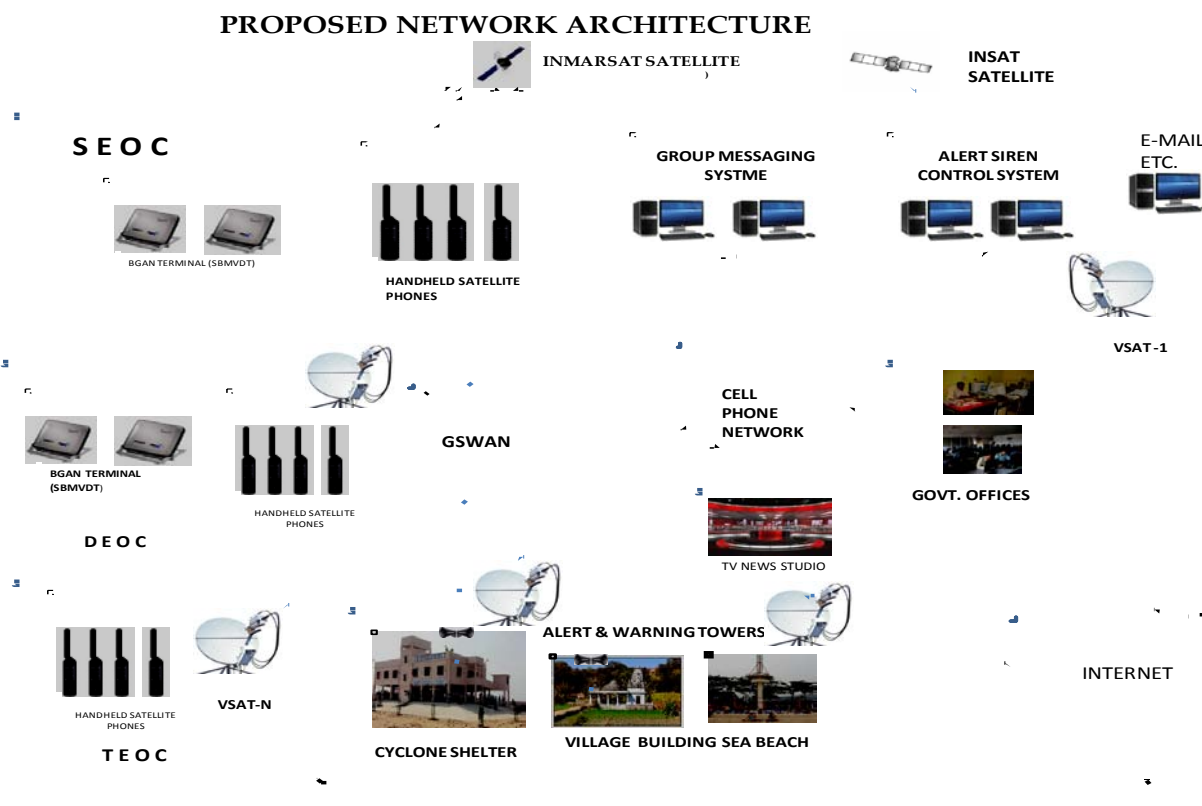 PROPOSED NETWORK ARCHITECTURE
INMARSAT SATELLITE
)
INSAT
SATELLITE
SEOC
BGAN TERMINAL (SBMVDT)
HANDHELD SATELLITE
PHONES
GROUP MESSAGING
SYSTME
ALERT SIREN
CONTROL SYSTEM
E-MAIL
ETC.
VSAT-1
BGAN TERMINAL
(SBMVDT)
HANDHELD SATELLITE
PHONES
DEOC
GSWAN
CELL
PHONE
NETWORK
GOVT. OFFICES
TV NEWS STUDIO
HANDHELD SATELLITE
PHONES
TEOC
VSAT-N
ALERT & WARNING TOWERS
CYCLONE SHELTER
VILLAGE BUILDING SEA BEACH
INTERNET